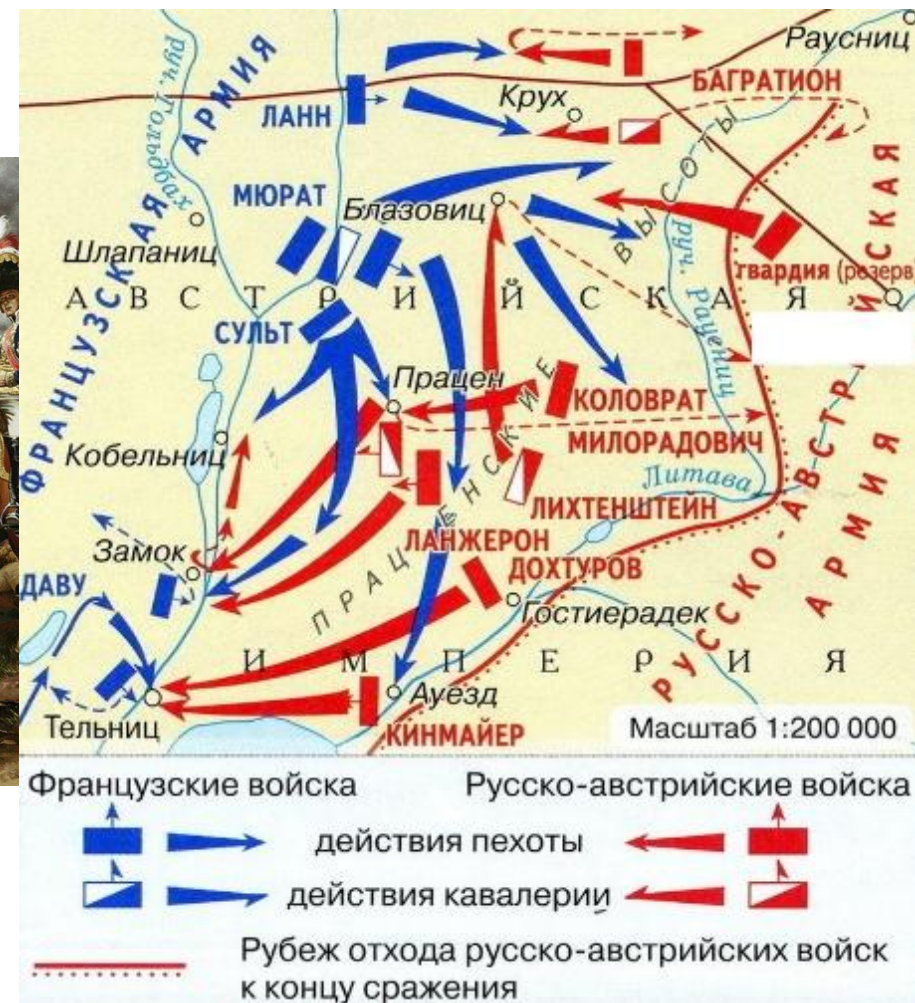 Раусниц
руч. Гольдбах
БАГРАТИОН
Крух
ЛАНН
ФРАНЦУЗСКАЯ АРМИЯ
МЮРАТ
Блазовиц
ВЫСОТЫ
Шлапаниц
гвардия (резерв
АВСТРИЙСКАЯ
руч. Рацениц
СУЛЬТ
Працен
КОЛОВРАТ
МИЛОРАДОВИЧ
Кобельниц
Литава
ЛИХТЕНШТЕЙН
ЛАНЖЕРОН
Замок
ДАВУ
ДОХТУРОВ
ПРАЦЕНСКИЕ
Гостиерадек
РУССКО-АВСТРИЙСКАЯ
АРМИЯ
ИМПЕРИЯ
Ауезд
Тельниц
КИНМАЙЕР
Масштаб 1:200 000
Французские войска
Русско-австрийские войска
действия пехоты
действия кавалерии
Рубеж отхода русско-австрийских войск
к концу сражения